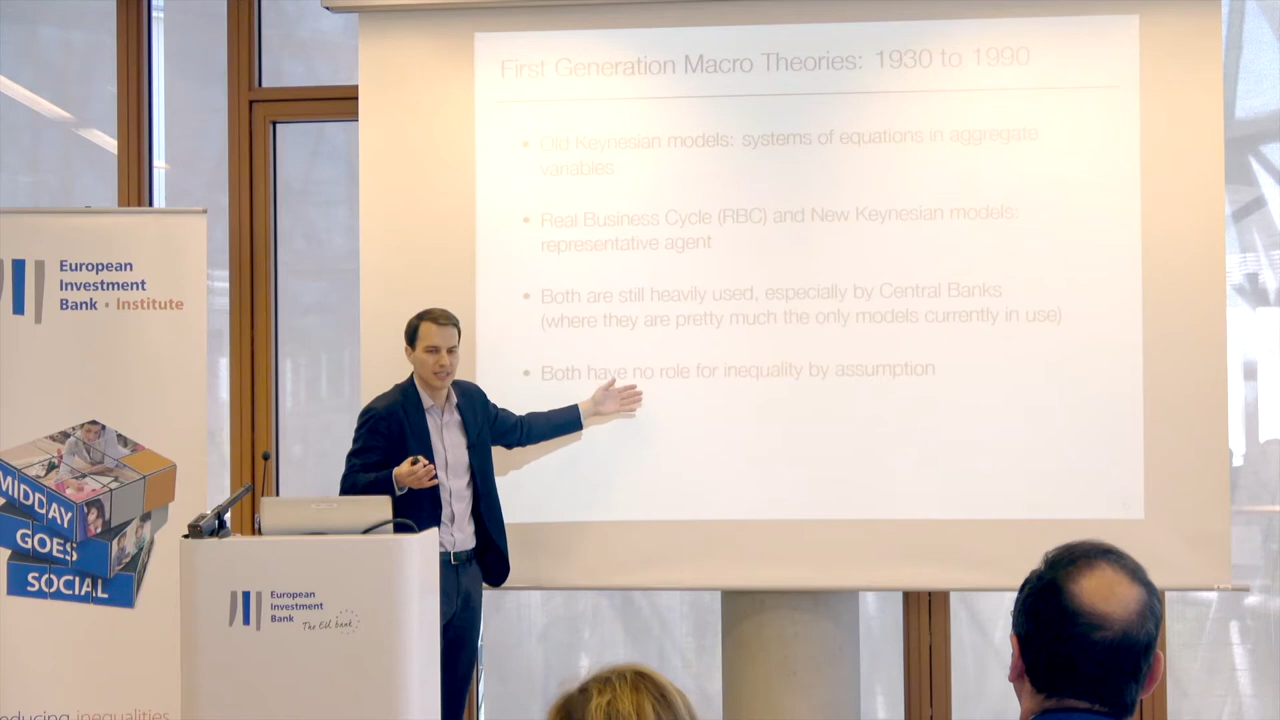 First Generation Macro Theories: 1930 to 1990
• Old Keynesian models: systems of equations in aggregate
variables
• Real Business Cycle (RBC) and New Keynesian models:
representative agent
• Both are still heavily used, especially by Central Banks
(where they are pretty much the only models currently in use)
• Both have no role for inequality by assumption
European
Investment
Bank • Institute
MIDDAY
GOES
SOCIAL
educing inequalities
European
Investment
Bank
The EU bank